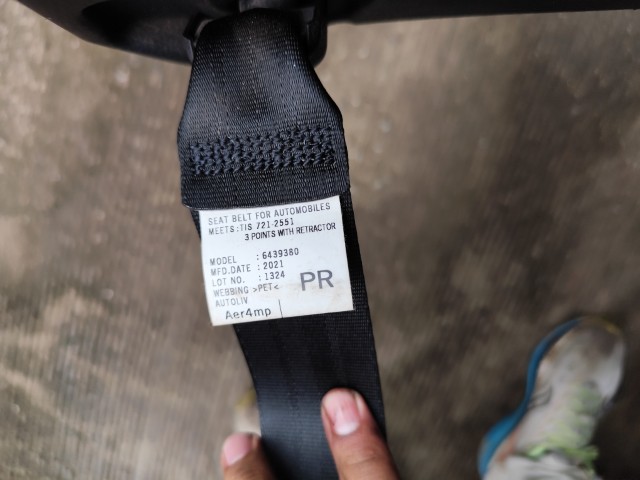 SEAT BELT FOR AUTOMOBILES
MEETS : TIS 721-2551
3 POINTS WITH RETRACTOR
MODEL : 6439380
MFD.DATE : 2021
LOT NO. : 1324
WEBBING >PET<
PR
AUTOLIV
Aer4mp